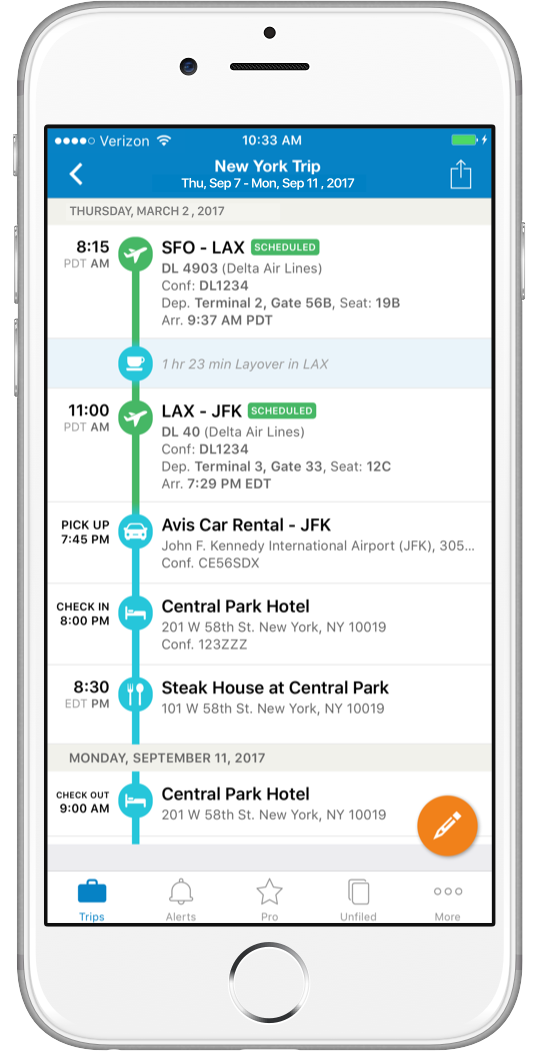 Verizon
10:33 AM
New York Trip
Thu, Sep 7 - Mon, Sep 11, 2017
THURSDAY, MARCH 2, 2017
8:15
PDT AM
SFO - LAX SCHEDULED
DL 4903 (Delta Air Lines)
Conf: DL1234
Dep. Terminal 2, Gate 56B, Seat: 19B
Arr. 9:37 AM PDT
1 hr 23 min Layover in LAX
11:00
PDT AM
LAX - JFK SCHEDULED
DL 40 (Delta Air Lines)
Conf: DL1234
Dep. Terminal 3, Gate 33, Seat: 12C
Arr. 7:29 PM EDT
PICK UP
7:45 PM
Avis Car Rental - JFK
John F. Kennedy International Airport (JFK), 305...
Conf. CE56SDX
CHECK IN
8:00 PM
Central Park Hotel
201 W 58th St. New York, NY 10019
Conf. 123ZZZ
8:30
EDT PM
Steak House at Central Park
101 W 58th St. New York, NY 10019
MONDAY, SEPTEMBER 11, 2017
CHECK OUT
9:00 AM
Central Park Hotel
201 W 58th St. New York, NY 10019
Trips
Alerts
Pro
Unfiled
More